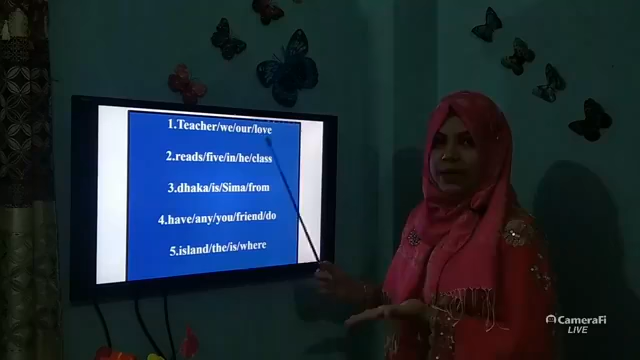 1.Teacher/we/our/love
2.reads/five/in/he/class
3.dhaka/is/Sima/from
4.have/any/you/friend/do
5.island/the/is/where
CameraFi
LIVE